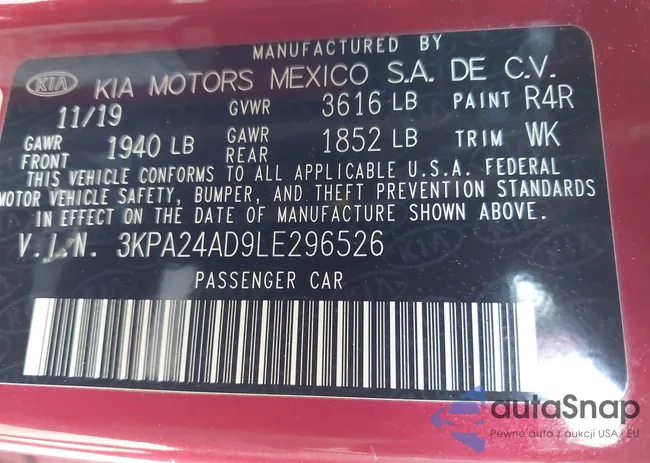 MANUFACTURED BY
KIA KIA MOTORS MEXICO S.A. DE C.V.
11/19 GVWR 3616 LB PAINT R4R
GAWR FRONT 1940 LB GAWR REAR 1852 LB TRIM WK
THIS VEHICLE CONFORMS TO ALL APPLICABLE U.S.A. FEDERAL
MOTOR VEHICLE SAFETY, BUMPER, AND THEFT PREVENTION STANDARDS
IN EFFECT ON THE DATE OF MANUFACTURE SHOWN ABOVE.
V.I.N. 3KPA24AD9LE296526
PASSENGER CAR
autaSnap
Pewne auta z aukcji USA i EU